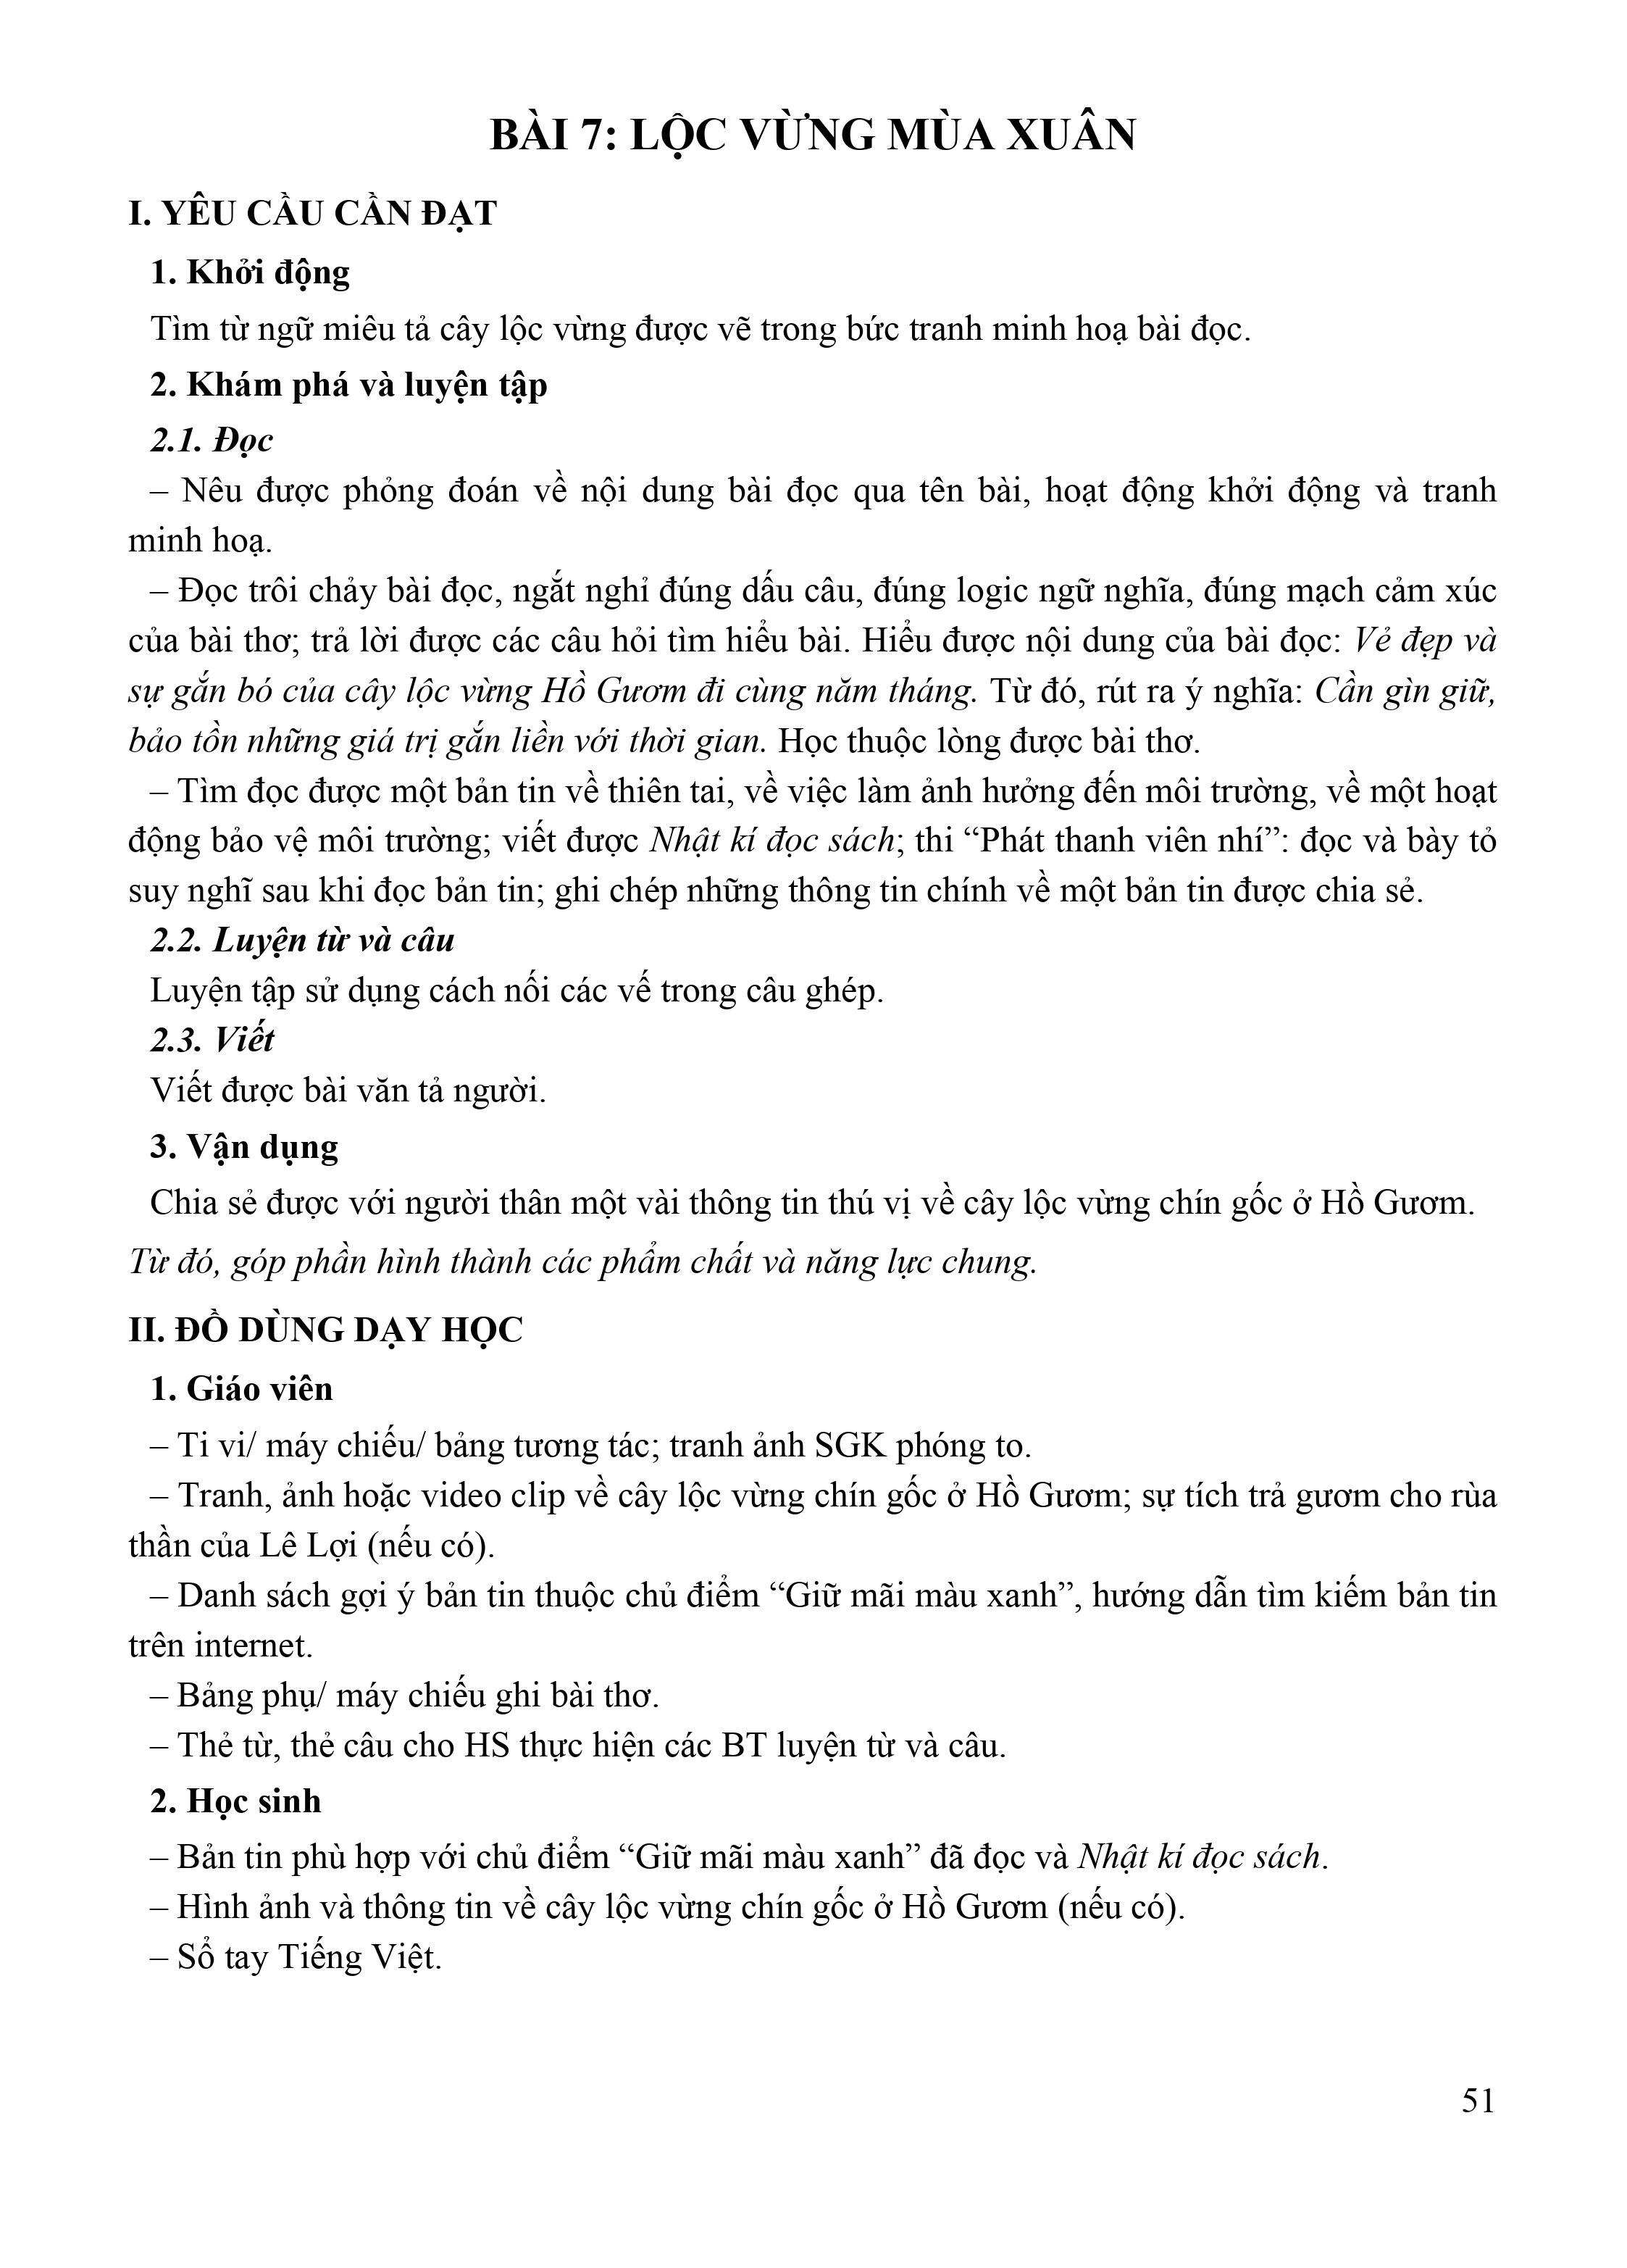 BÀI 7: LỘC VỪNG MÙA XUÂN
I. YÊU CẦU CẦN ĐẠT
1. Khởi động
Tìm từ ngữ miêu tả cây lộc vừng được vẽ trong bức tranh minh hoạ bài đọc.
2. Khám phá và luyện tập
2.1. Đọc
– Nêu được phỏng đoán về nội dung bài đọc qua tên bài, hoạt động khởi động và tranh
minh hoạ.
– Đọc trôi chảy bài đọc, ngắt nghỉ đúng dấu câu, đúng logic ngữ nghĩa, đúng mạch cảm xúc
của bài thơ; trả lời được các câu hỏi tìm hiểu bài. Hiểu được nội dung của bài đọc: Vẻ đẹp và
sự gắn bó của cây lộc vừng Hồ Gươm đi cùng năm tháng. Từ đó, rút ra ý nghĩa: Cần gìn giữ,
bảo tồn những giá trị gắn liền với thời gian. Học thuộc lòng được bài thơ.
– Tìm đọc được một bản tin về thiên tai, về việc làm ảnh hưởng đến môi trường, về một hoạt
động bảo vệ môi trường; viết được Nhật kí đọc sách; thi “Phát thanh viên nhí”: đọc và bày tỏ
suy nghĩ sau khi đọc bản tin; ghi chép những thông tin chính về một bản tin được chia sẻ.
2.2. Luyện từ và câu
Luyện tập sử dụng cách nối các vế trong câu ghép.
2.3. Viết
Viết được bài văn tả người.
3. Vận dụng
Chia sẻ được với người thân một vài thông tin thú vị về cây lộc vừng chín gốc ở Hồ Gươm.
Từ đó, góp phần hình thành các phẩm chất và năng lực chung.
II. ĐỒ DÙNG DẠY HỌC
1. Giáo viên
– Ti vi/ máy chiếu/ bảng tương tác; tranh ảnh SGK phóng to.
– Tranh, ảnh hoặc video clip về cây lộc vừng chín gốc ở Hồ Gươm; sự tích trả gươm cho rùa
thần của Lê Lợi (nếu có).
– Danh sách gợi ý bản tin thuộc chủ điểm “Giữ mãi màu xanh”, hướng dẫn tìm kiếm bản tin
trên internet.
– Bảng phụ/ máy chiếu ghi bài thơ.
– Thẻ từ, thẻ câu cho HS thực hiện các BT luyện từ và câu.
2. Học sinh
– Bản tin phù hợp với chủ điểm “Giữ mãi màu xanh” đã đọc và Nhật kí đọc sách.
– Hình ảnh và thông tin về cây lộc vừng chín gốc ở Hồ Gươm (nếu có).
– Sổ tay Tiếng Việt.
51